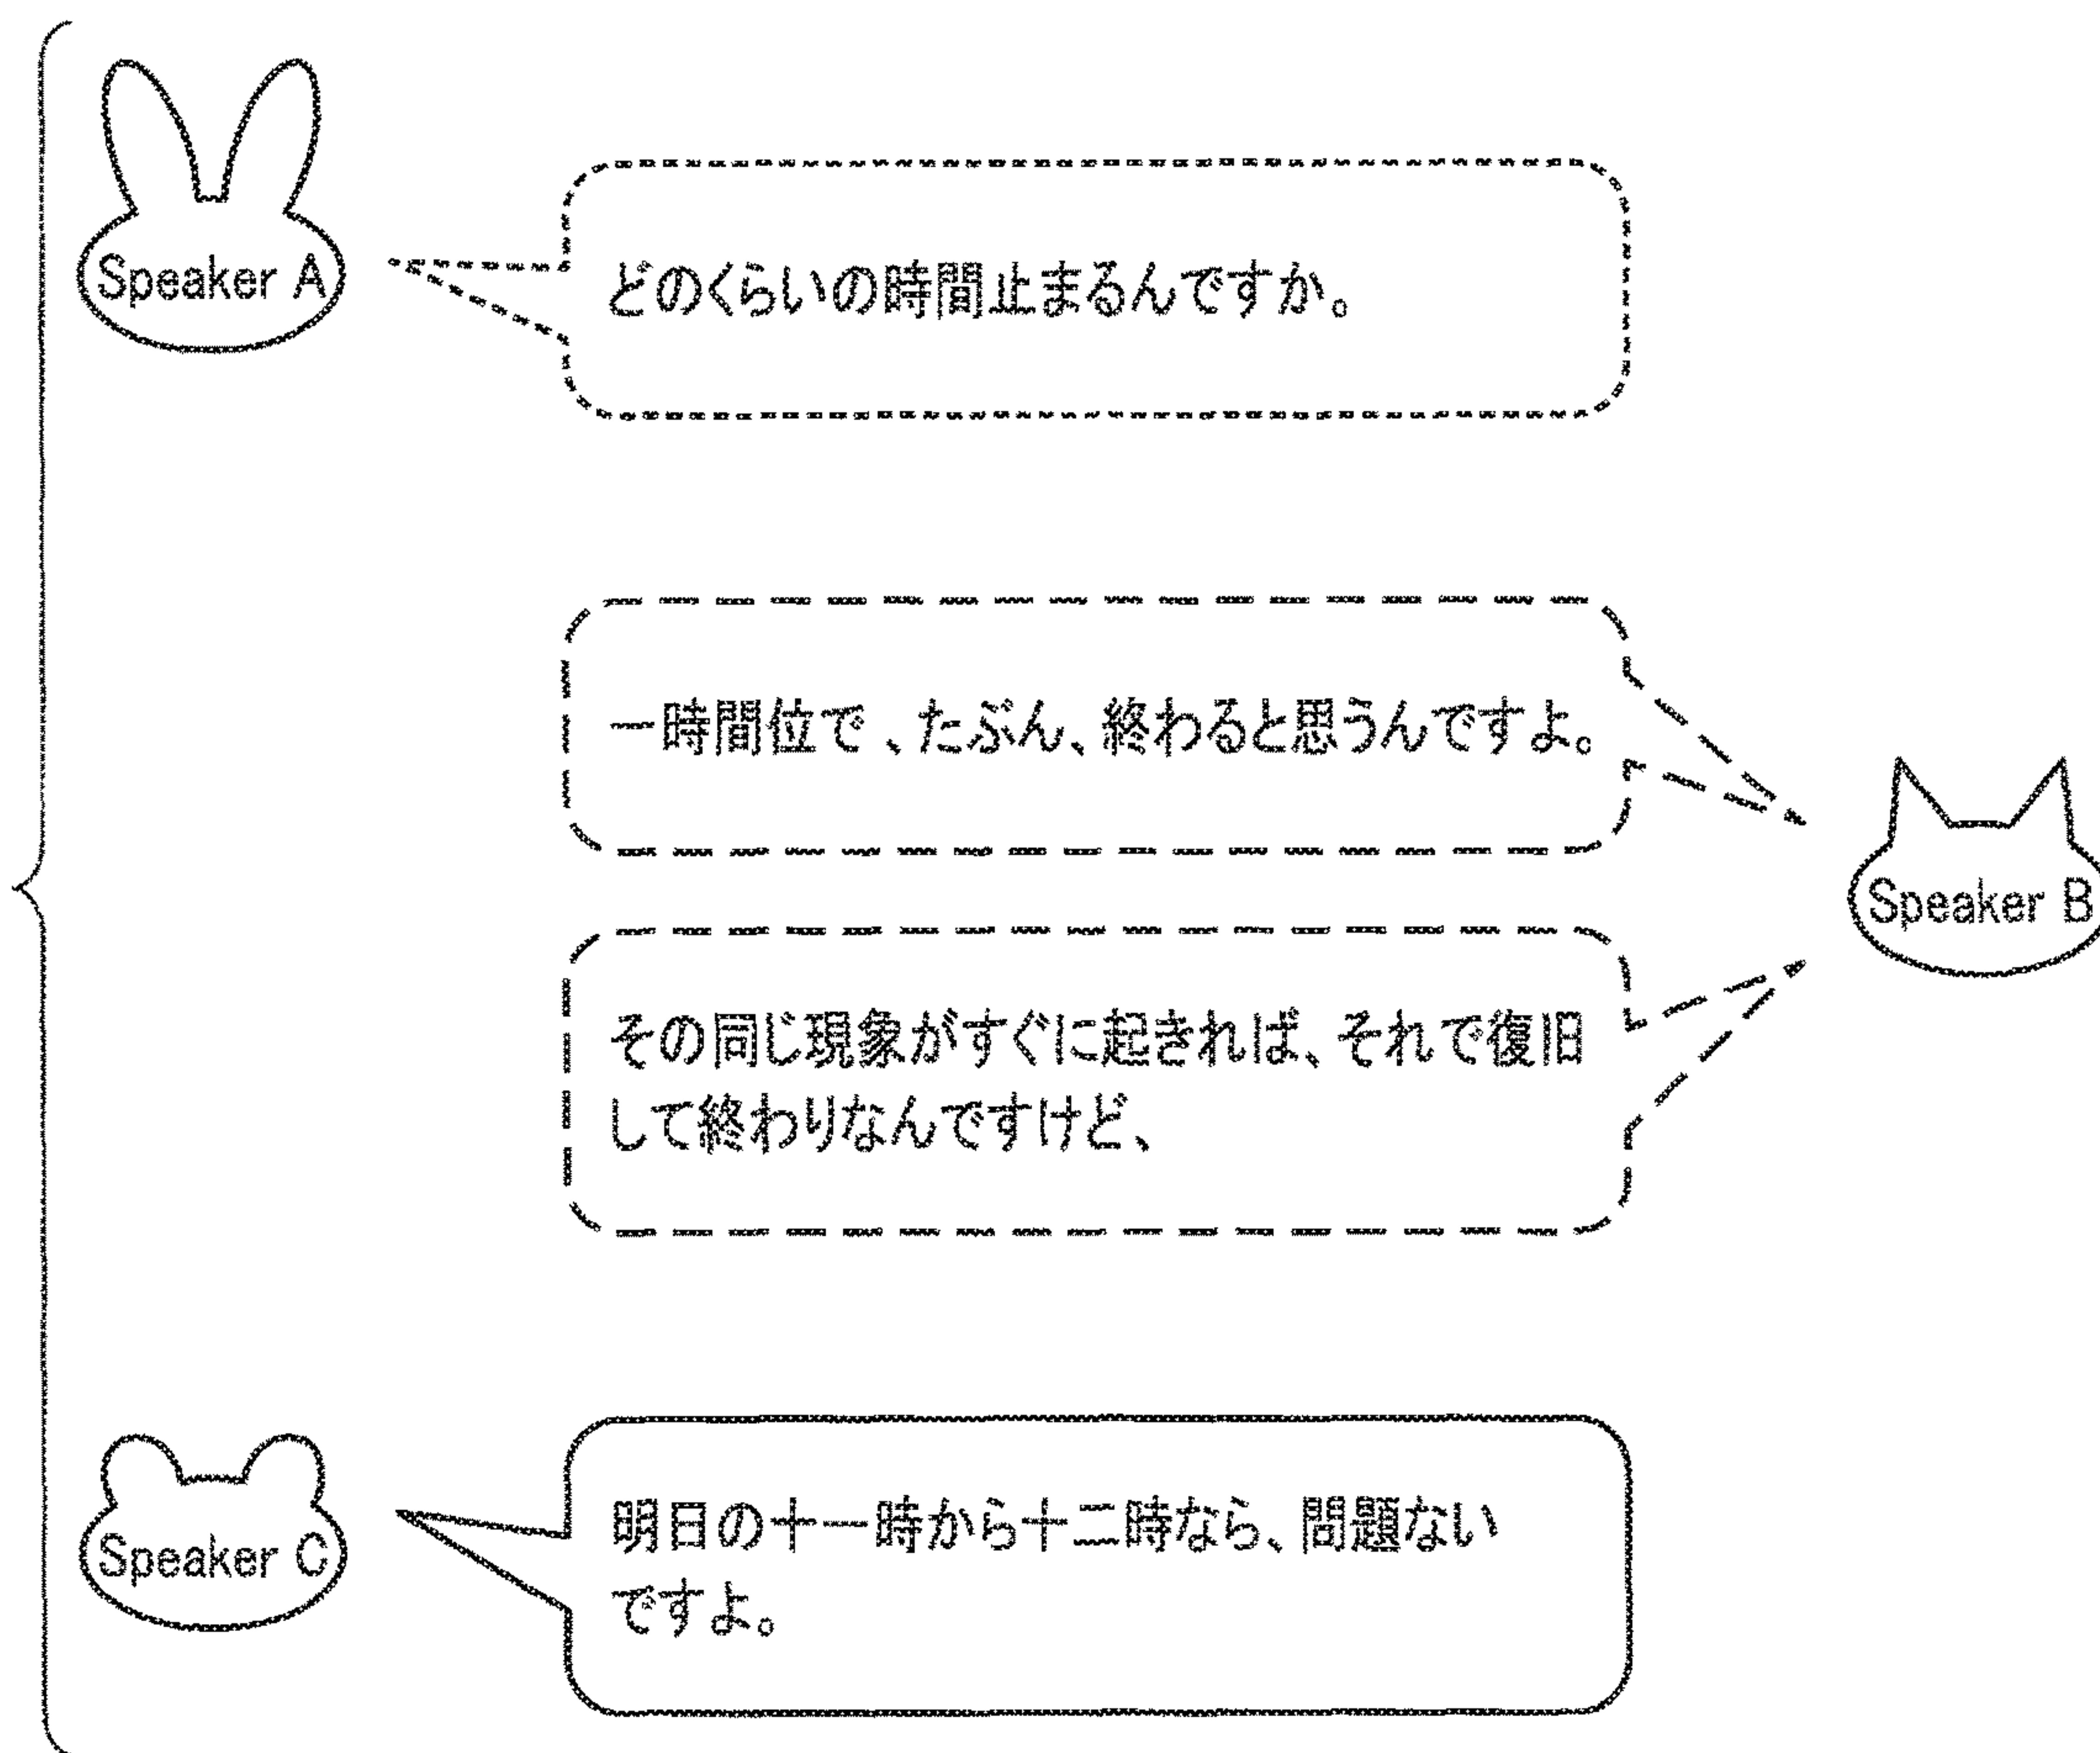 Speaker A
どのくらいの時間止まるんですか。
一時間位で、たぶん、終わると思うんですよ。
Speaker B
その同じ現象がすぐに起きれば、それで復旧
して終わりなんですけど、
Speaker C
明日の十一時から十二時なら、問題ない
ですよ。